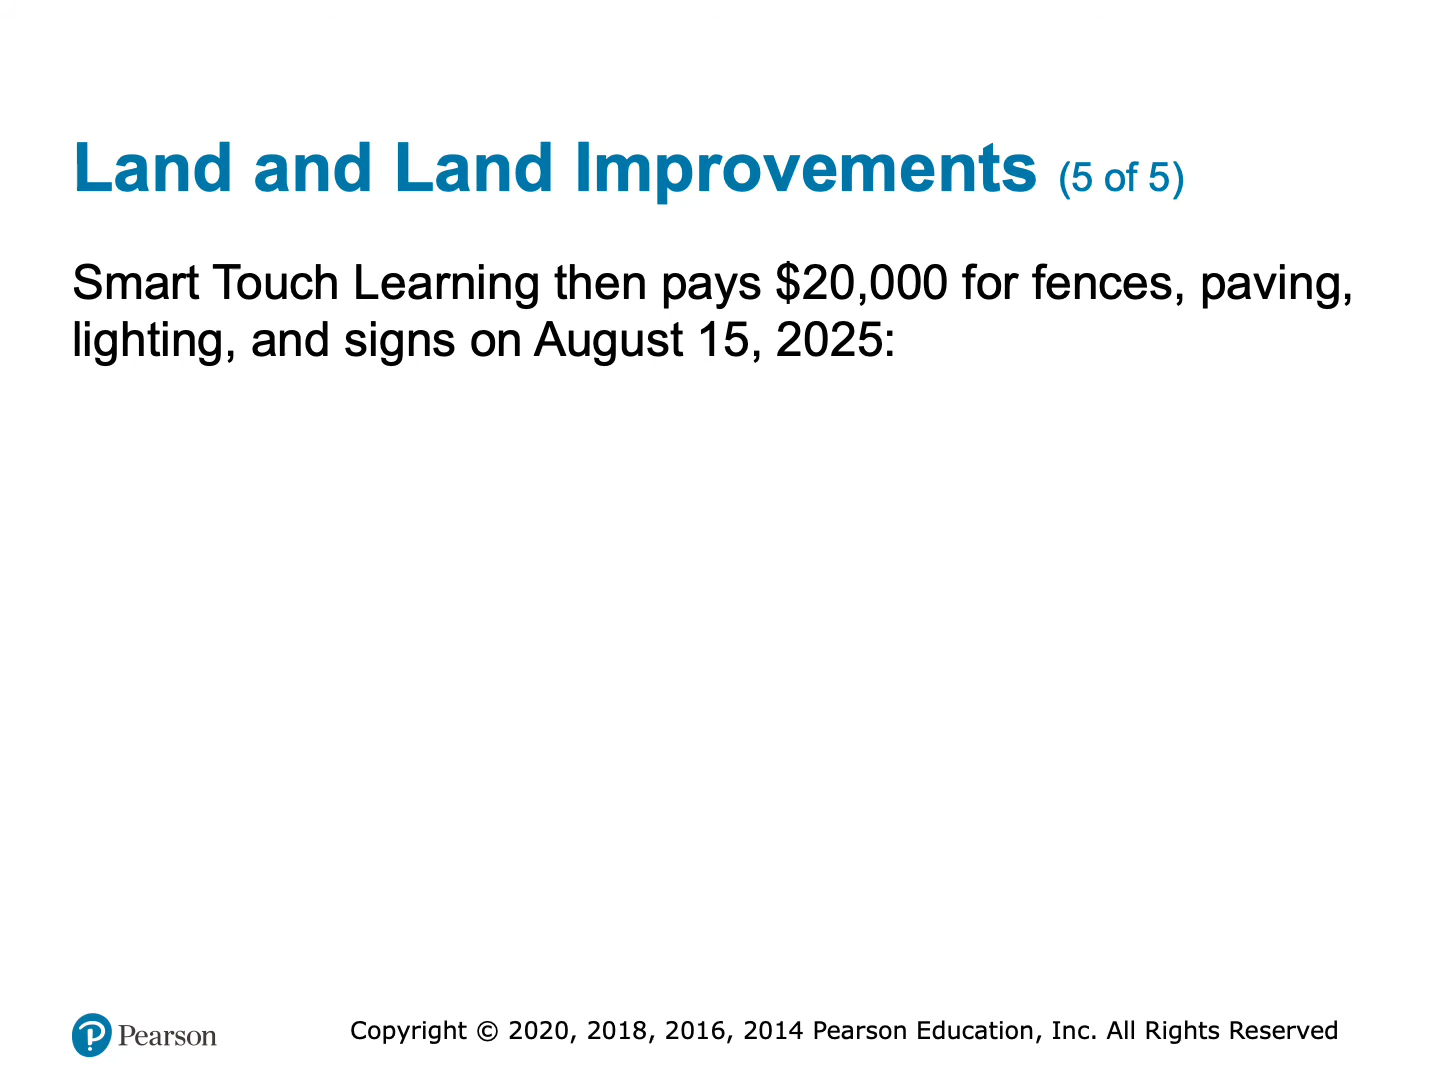 Land and Land Improvements (5 of 5)
Smart Touch Learning then pays $20,000 for fences, paving,
lighting, and signs on August 15, 2025:
Pearson
Copyright © 2020, 2018, 2016, 2014 Pearson Education, Inc. All Rights Reserved